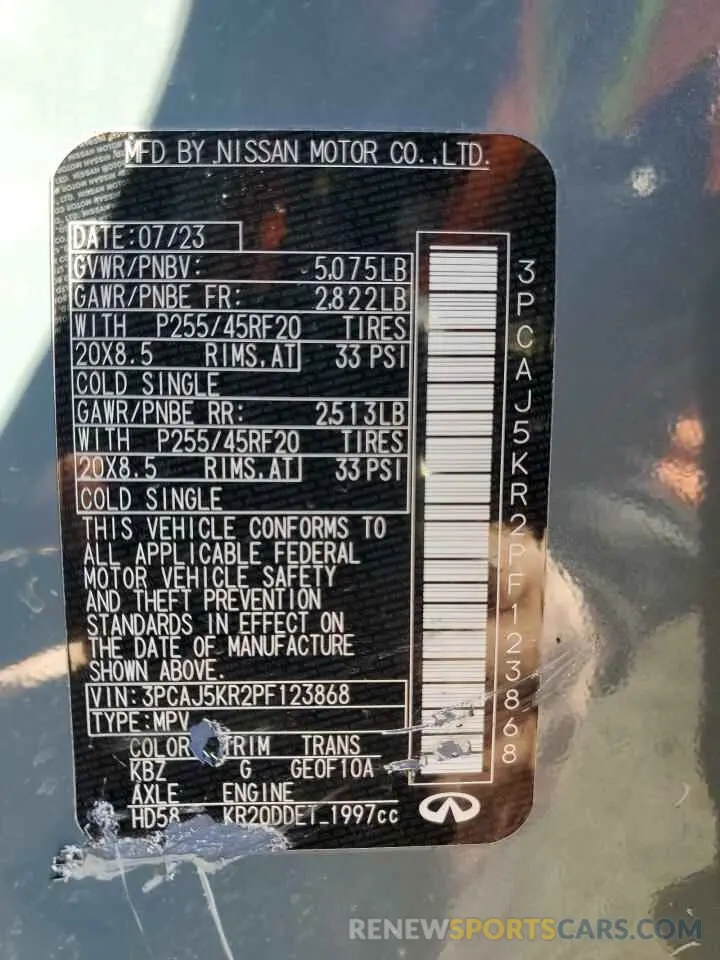 MFD BY NISSAN MOTOR CO.,LTD.
DATE:07/23
GVWR/PNBV: 5,075LB
GAWR/PNBE FR: 2,822LB
WITH P255/45RF20 TIRES
20X8.5 RIMS,AT 33 PSI
COLD SINGLE
GAWR/PNBE RR: 2,513LB
WITH P255/45RF20 TIRES
20X8.5 RIMS,AT 33 PSI
COLD SINGLE
THIS VEHICLE CONFORMS TO
ALL APPLICABLE FEDERAL
MOTOR VEHICLE SAFETY
AND THEFT PREVENTION
STANDARDS IN EFFECT ON
THE DATE OF MANUFACTURE
SHOWN ABOVE.
VIN:3PCAJ5KR2PF123868
TYPE:MPV
COLOR TRIM TRANS
KBZ G GEOF10A
AXLE ENGINE
HD58 KR20DDET 1997cc
3PCAJ5KR2PF123868
RENEWSPORTSCARS.COM